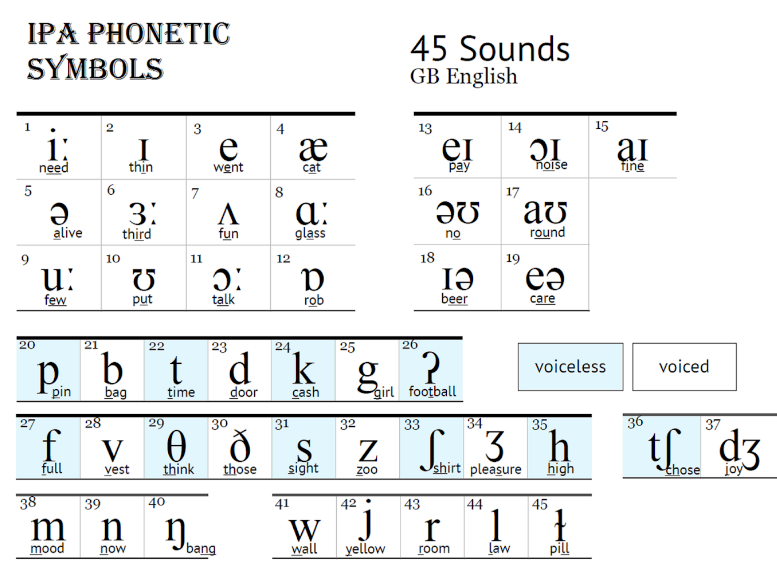 IPA PHONETIC
SYMBOLS
45 Sounds
GB English
1 2 3 4
iː ɪ e æ
need thin went cat
5 6 7 8
ə ɜː ʌ ɑː
alive third fun glass
9 10 11 12
uː ʊ ɔː ɒ
few put talk rob
13 14 15
eɪ ɔɪ aɪ
pay noise fine
16 17
əʊ aʊ
no round
18 19
ɪə eə
beer care
20 21 22 23 24 25 26
p b t d k g ʔ
pin bag time door cash girl football
voiceless voiced
27 28 29 30 31 32 33 34 35
f v θ ð s z ʃ ʒ h
full vest think those sight zoo shirt pleasure high
36 37
tʃ dʒ
chose joy
38 39 40
m n ŋ
mood now bang
41 42 43 44 45
w j r l ɫ
wall yellow room law pill